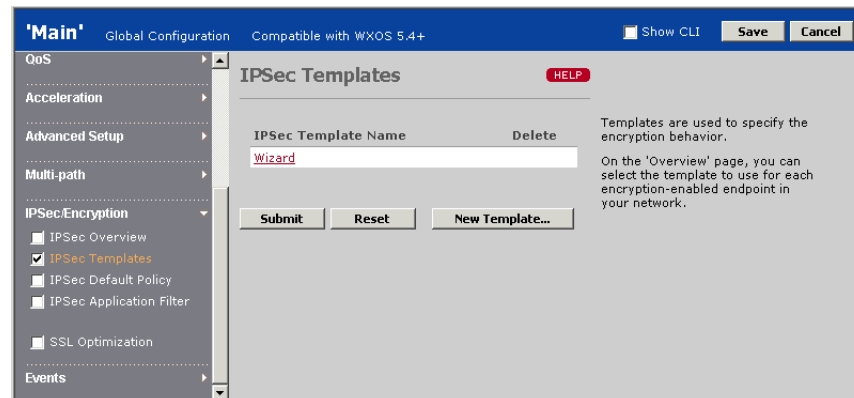 'Main' Global Configuration Compatible with WXOS 5.4+ Show CLI Save Cancel
QoS
Acceleration
Advanced Setup
Multi-path
IPSec/Encryption
IPSec Overview
IPSec Templates
IPSec Default Policy
IPSec Application Filter
SSL Optimization
Events
IPSec Templates HELP
IPSec Template Name Delete
Wizard
Submit Reset New Template...
Templates are used to specify the
encryption behavior.
On the 'Overview' page, you can
select the template to use for each
encryption-enabled endpoint in
your network.